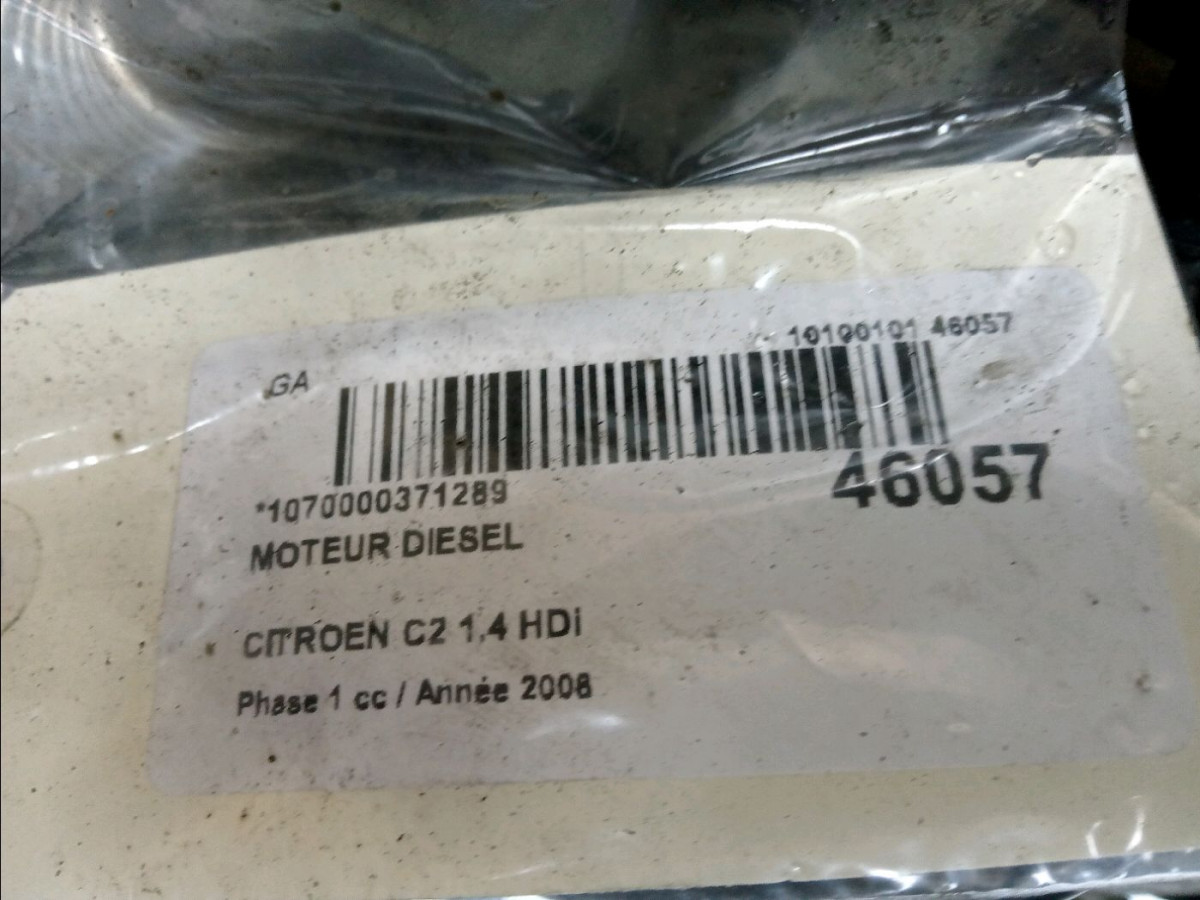 10190101 46057
GA
*1070000371289
46057
MOTEUR DIESEL
CITROEN C2 1.4 HDi
Phase 1 cc / Année 2008